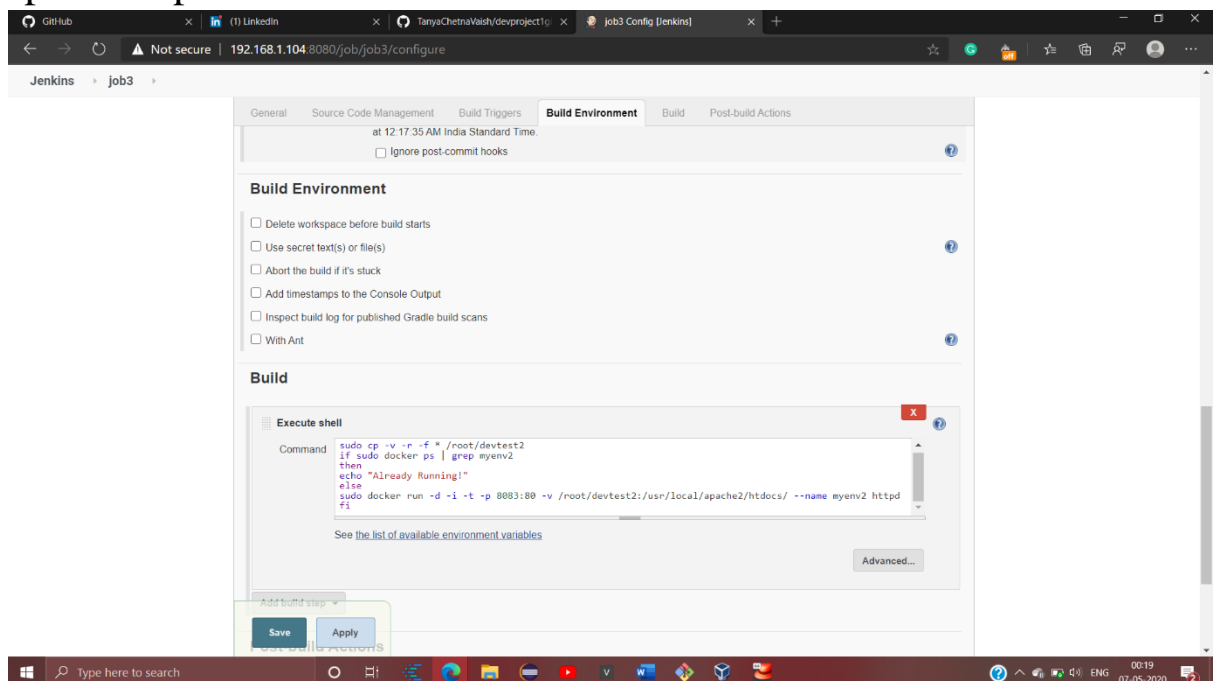 GitHub
(1) LinkedIn
TanyaChetnaVaish/devproject1gi
job3 Config [Jenkins]
Not secure
192.168.1.104:8080/job/job3/configure
off
Jenkins
job3
General
Source Code Management
Build Triggers
Build Environment
Build
Post-build Actions
at 12:17:35 AM India Standard Time.
Ignore post-commit hooks
Build Environment
Delete workspace before build starts
Use secret text(s) or file(s)
Abort the build if it's stuck
Add timestamps to the Console Output
Inspect build log for published Gradle build scans
With Ant
Build
X
Execute shell
Command
sudo cp -v -r -f * /root/devtest2
if sudo docker ps | grep myenv2
then
echo "Already Running!"
else
sudo docker run -d -i -t -p 8083:80 -v /root/devtest2:/usr/local/apache2/htdocs/ --name myenv2 httpd
fi
See the list of available environment variables
Advanced...
Add build step
Save
Apply
Post-build Actions
Type here to search
ENG
00:19
07-05-2020